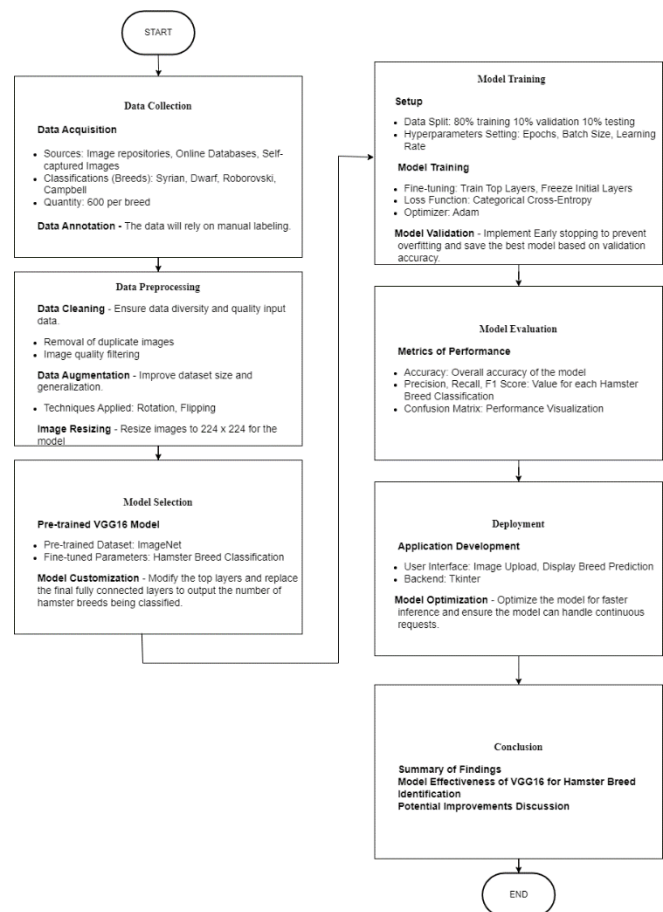 START
Data Collection
Data Acquisition
• Sources: Image repositories, Online Databases, Self-
captured Images
• Classifications (Breeds): Syrian, Dwarf, Roborovski,
Campbell
• Quantity: 600 per breed
Data Annotation - The data will rely on manual labeling.
Data Preprocessing
Data Cleaning - Ensure data diversity and quality input
data.
• Removal of duplicate images
• Image quality filtering
Data Augmentation - Improve dataset size and
generalization.
• Techniques Applied: Rotation, Flipping
Image Resizing - Resize images to 224 x 224 for the
model
Model Selection
Pre-trained VGG16 Model
• Pre-trained Dataset: ImageNet
• Fine-tuned Parameters: Hamster Breed Classification
Model Customization - Modify the top layers and replace
the final fully connected layers to output the number of
hamster breeds being classified.
Model Training
Setup
• Data Split: 80% training 10% validation 10% testing
• Hyperparameters Setting: Epochs, Batch Size, Learning
Rate
Model Training
• Fine-tuning: Train Top Layers, Freeze Initial Layers
• Loss Function: Categorical Cross-Entropy
• Optimizer: Adam
Model Validation - Implement Early stopping to prevent
overfitting and save the best model based on validation
accuracy.
Model Evaluation
Metrics of Performance
• Accuracy: Overall accuracy of the model
• Precision, Recall, F1 Score: Value for each Hamster
Breed Classification
• Confusion Matrix: Performance Visualization
Deployment
Application Development
• User Interface: Image Upload, Display Breed Prediction
• Backend: Tkinter
Model Optimization - Optimize the model for faster
inference and ensure the model can handle continuous
requests.
Conclusion
Summary of Findings
Model Effectiveness of VGG16 for Hamster Breed
Identification
Potential Improvements Discussion
END